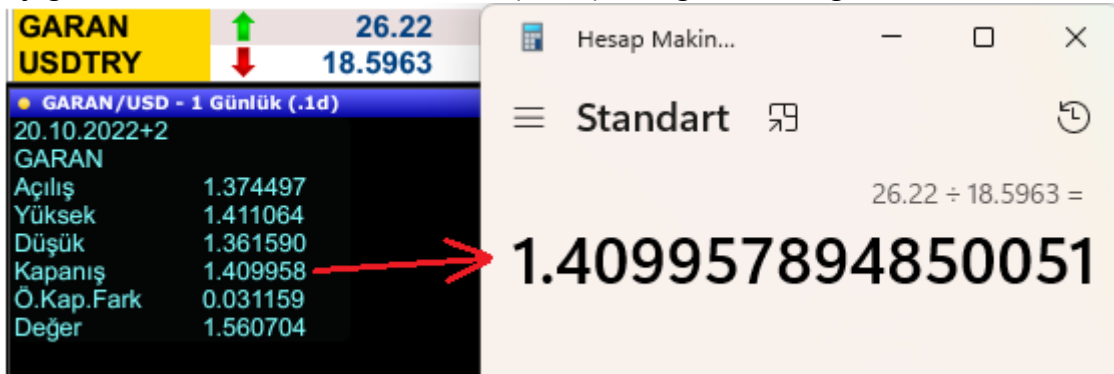 GARAN 26.22
USDTRY 18.5963
GARAN/USD - 1 Günlük (.1d)
20.10.2022+2
GARAN
Açılış 1.374497
Yüksek 1.411064
Düşük 1.361590
Kapanış 1.409958
Ö.Kap.Fark 0.031159
Değer 1.560704
Hesap Makin...
Standart
26.22 ÷ 18.5963 =
1.409957894850051